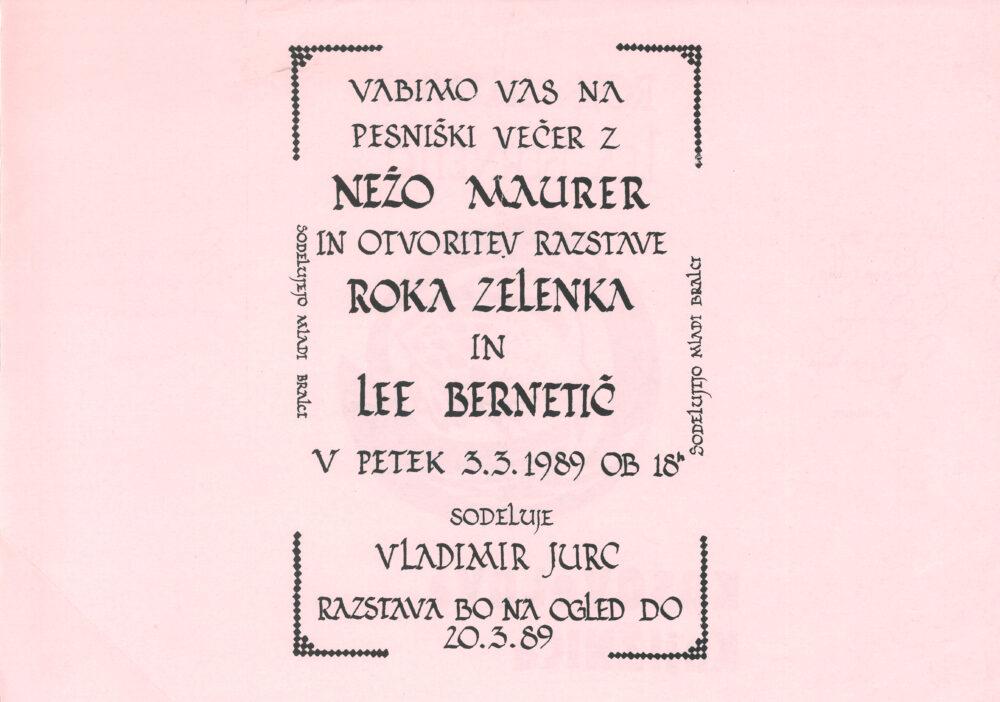 VABIMO VAS NA
PESNIŠKI VEČER Z
NEŽO MAURER
IN OTVORITEV RAZSTAVE
ROKA ZELENKA
IN
LEE BERNETIČ
V PETEK 3.3.1989 OB 18h
SODELUJE
VLADIMIR JURC
RAZSTAVA BO NA OGLED DO
20.3.89
SODELUJEJO MLADI BRALCI
SODELUJEJO MLADI BRALCI